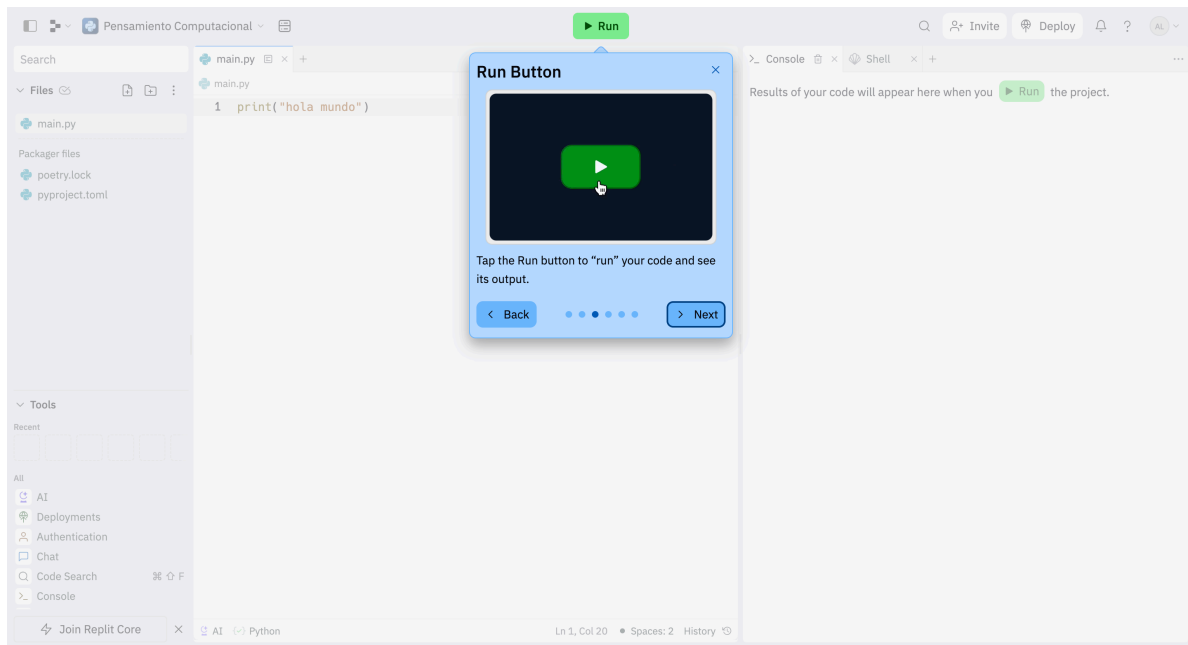 Pensamiento Computacional
Run
Invite
Deploy
AL
Search
Files
main.py
Packager files
poetry.lock
pyproject.toml
Tools
Recent
All
AI
Deployments
Authentication
Chat
Code Search ⌘ ⇧ F
Console
Join Replit Core
main.py
main.py
1 print("hola mundo")
Run Button
Tap the Run button to “run” your code and see
its output.
Back
Next
Console
Shell
Results of your code will appear here when you Run the project.
AI
Python
Ln 1, Col 20
Spaces: 2
History